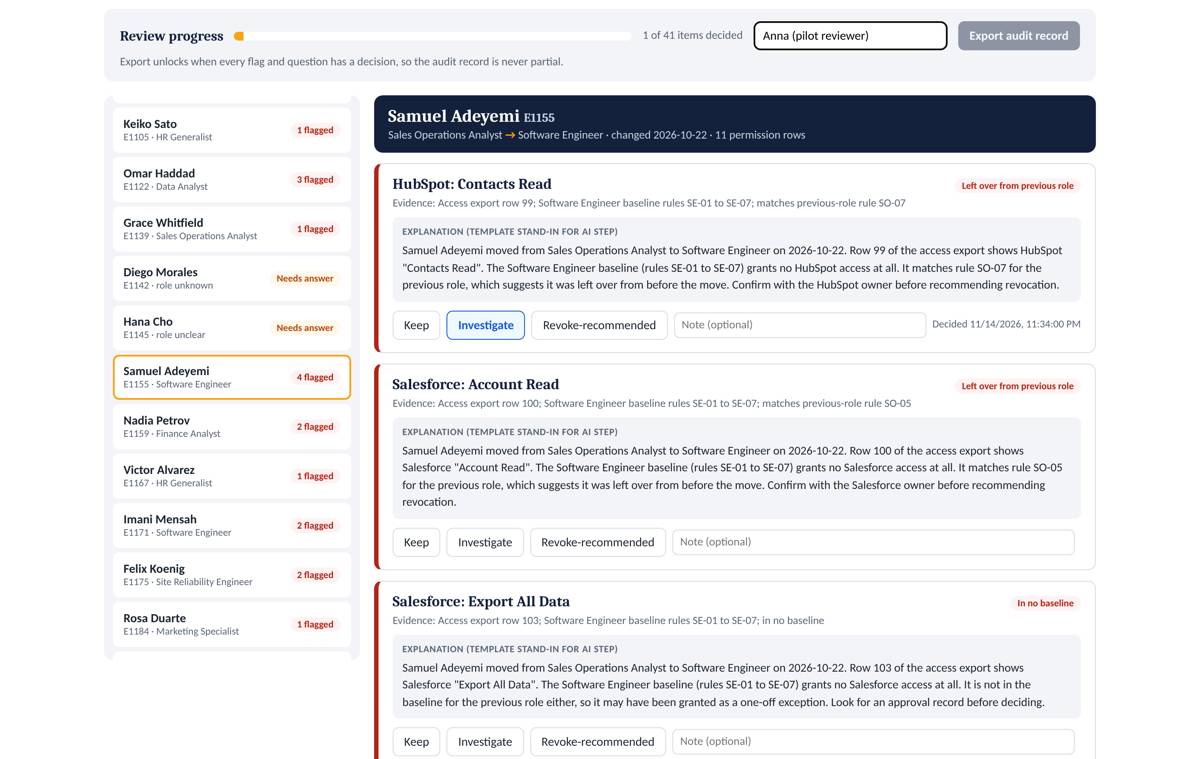 Review progress
1 of 41 items decided
Anna (pilot reviewer)
Export audit record
Export unlocks when every flag and question has a decision, so the audit record is never partial.
Keiko Sato
E1105 · HR Generalist
1 flagged
Omar Haddad
E1122 · Data Analyst
3 flagged
Grace Whitfield
E1139 · Sales Operations Analyst
1 flagged
Diego Morales
E1142 · role unknown
Needs answer
Hana Cho
E1145 · role unclear
Needs answer
Samuel Adeyemi
E1155 · Software Engineer
4 flagged
Nadia Petrov
E1159 · Finance Analyst
2 flagged
Victor Alvarez
E1167 · HR Generalist
1 flagged
Imani Mensah
E1171 · Software Engineer
2 flagged
Felix Koenig
E1175 · Site Reliability Engineer
2 flagged
Rosa Duarte
E1184 · Marketing Specialist
1 flagged
Samuel Adeyemi E1155
Sales Operations Analyst → Software Engineer · changed 2026-10-22 · 11 permission rows
HubSpot: Contacts Read
Left over from previous role
Evidence: Access export row 99; Software Engineer baseline rules SE-01 to SE-07; matches previous-role rule SO-07
EXPLANATION (TEMPLATE STAND-IN FOR AI STEP)
Samuel Adeyemi moved from Sales Operations Analyst to Software Engineer on 2026-10-22. Row 99 of the access export shows HubSpot
"Contacts Read". The Software Engineer baseline (rules SE-01 to SE-07) grants no HubSpot access at all. It matches rule SO-07 for the
previous role, which suggests it was left over from before the move. Confirm with the HubSpot owner before recommending revocation.
Keep
Investigate
Revoke-recommended
Note (optional)
Decided 11/14/2026, 11:34:00 PM
Salesforce: Account Read
Left over from previous role
Evidence: Access export row 100; Software Engineer baseline rules SE-01 to SE-07; matches previous-role rule SO-05
EXPLANATION (TEMPLATE STAND-IN FOR AI STEP)
Samuel Adeyemi moved from Sales Operations Analyst to Software Engineer on 2026-10-22. Row 100 of the access export shows
Salesforce "Account Read". The Software Engineer baseline (rules SE-01 to SE-07) grants no Salesforce access at all. It matches rule SO-05
for the previous role, which suggests it was left over from before the move. Confirm with the Salesforce owner before recommending
revocation.
Keep
Investigate
Revoke-recommended
Note (optional)
Salesforce: Export All Data
In no baseline
Evidence: Access export row 103; Software Engineer baseline rules SE-01 to SE-07; in no baseline
EXPLANATION (TEMPLATE STAND-IN FOR AI STEP)
Samuel Adeyemi moved from Sales Operations Analyst to Software Engineer on 2026-10-22. Row 103 of the access export shows
Salesforce "Export All Data". The Software Engineer baseline (rules SE-01 to SE-07) grants no Salesforce access at all. It is not in the
baseline for the previous role either, so it may have been granted as a one-off exception. Look for an approval record before deciding.
Keep
Investigate
Revoke-recommended
Note (optional)